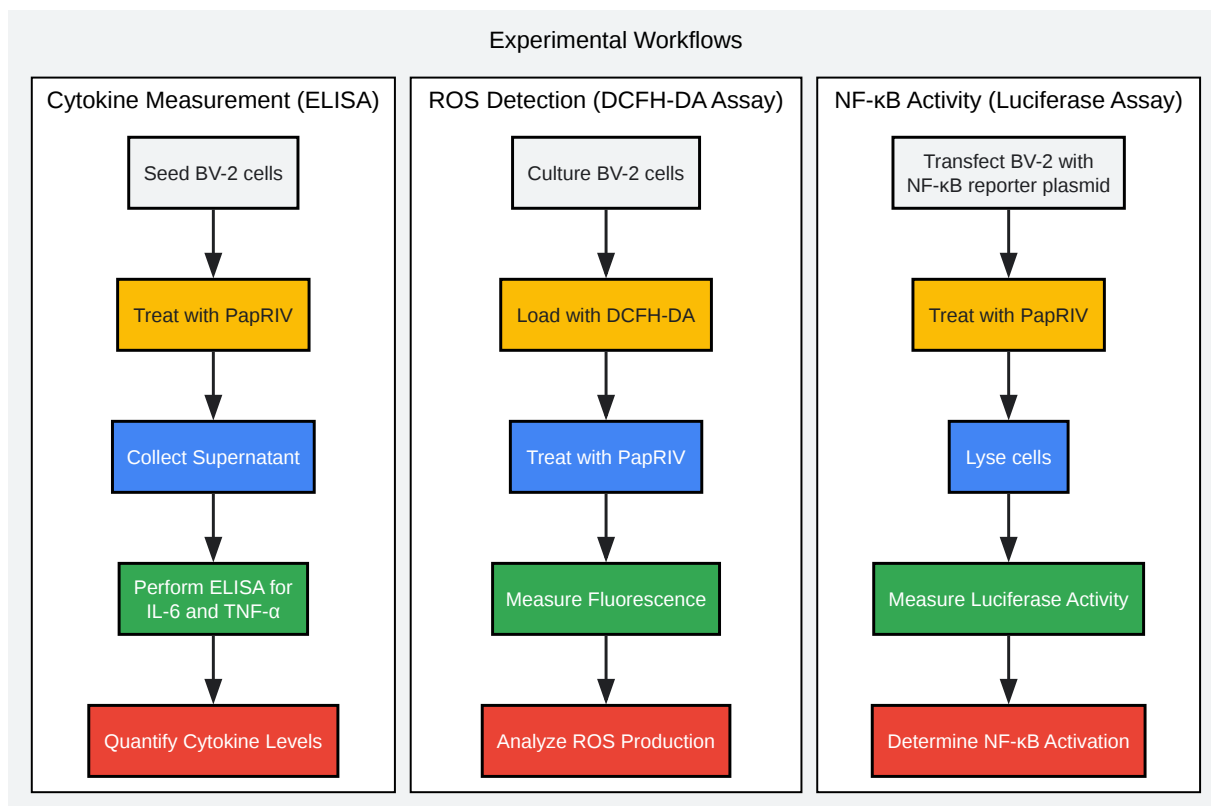 Experimental Workflows
Cytokine Measurement (ELISA)
Seed BV-2 cells
Treat with PapRIV
Collect Supernatant
Perform ELISA for
IL-6 and TNF-α
Quantify Cytokine Levels
ROS Detection (DCFH-DA Assay)
Culture BV-2 cells
Load with DCFH-DA
Treat with PapRIV
Measure Fluorescence
Analyze ROS Production
NF-κB Activity (Luciferase Assay)
Transfect BV-2 with
NF-κB reporter plasmid
Treat with PapRIV
Lyse cells
Measure Luciferase Activity
Determine NF-κB Activation